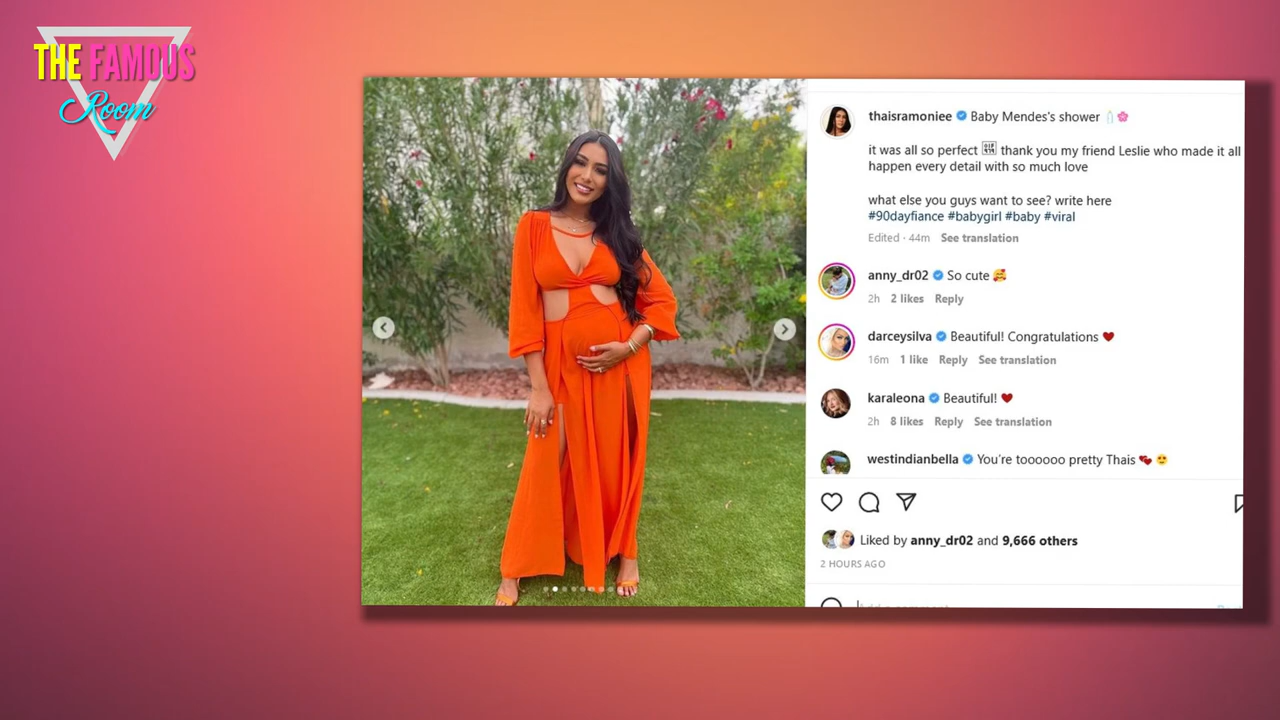 THE FAMOUS
Room
thaisramoniee Baby Mendes's shower
it was all so perfect thank you my friend Leslie who made it all
happen every detail with so much love
what else you guys want to see? write here
#90dayfiance #babygirl #baby #viral
Edited · 44m See translation
anny_dr02 So cute 🥰
2h 2 likes Reply
darceysilva Beautiful! Congratulations ❤️
16m 1 like Reply See translation
karaleona Beautiful! ❤️
2h 8 likes Reply See translation
westindianbella You're toooooo pretty Thais 💕 😍
Liked by anny_dr02 and 9,666 others
2 HOURS AGO